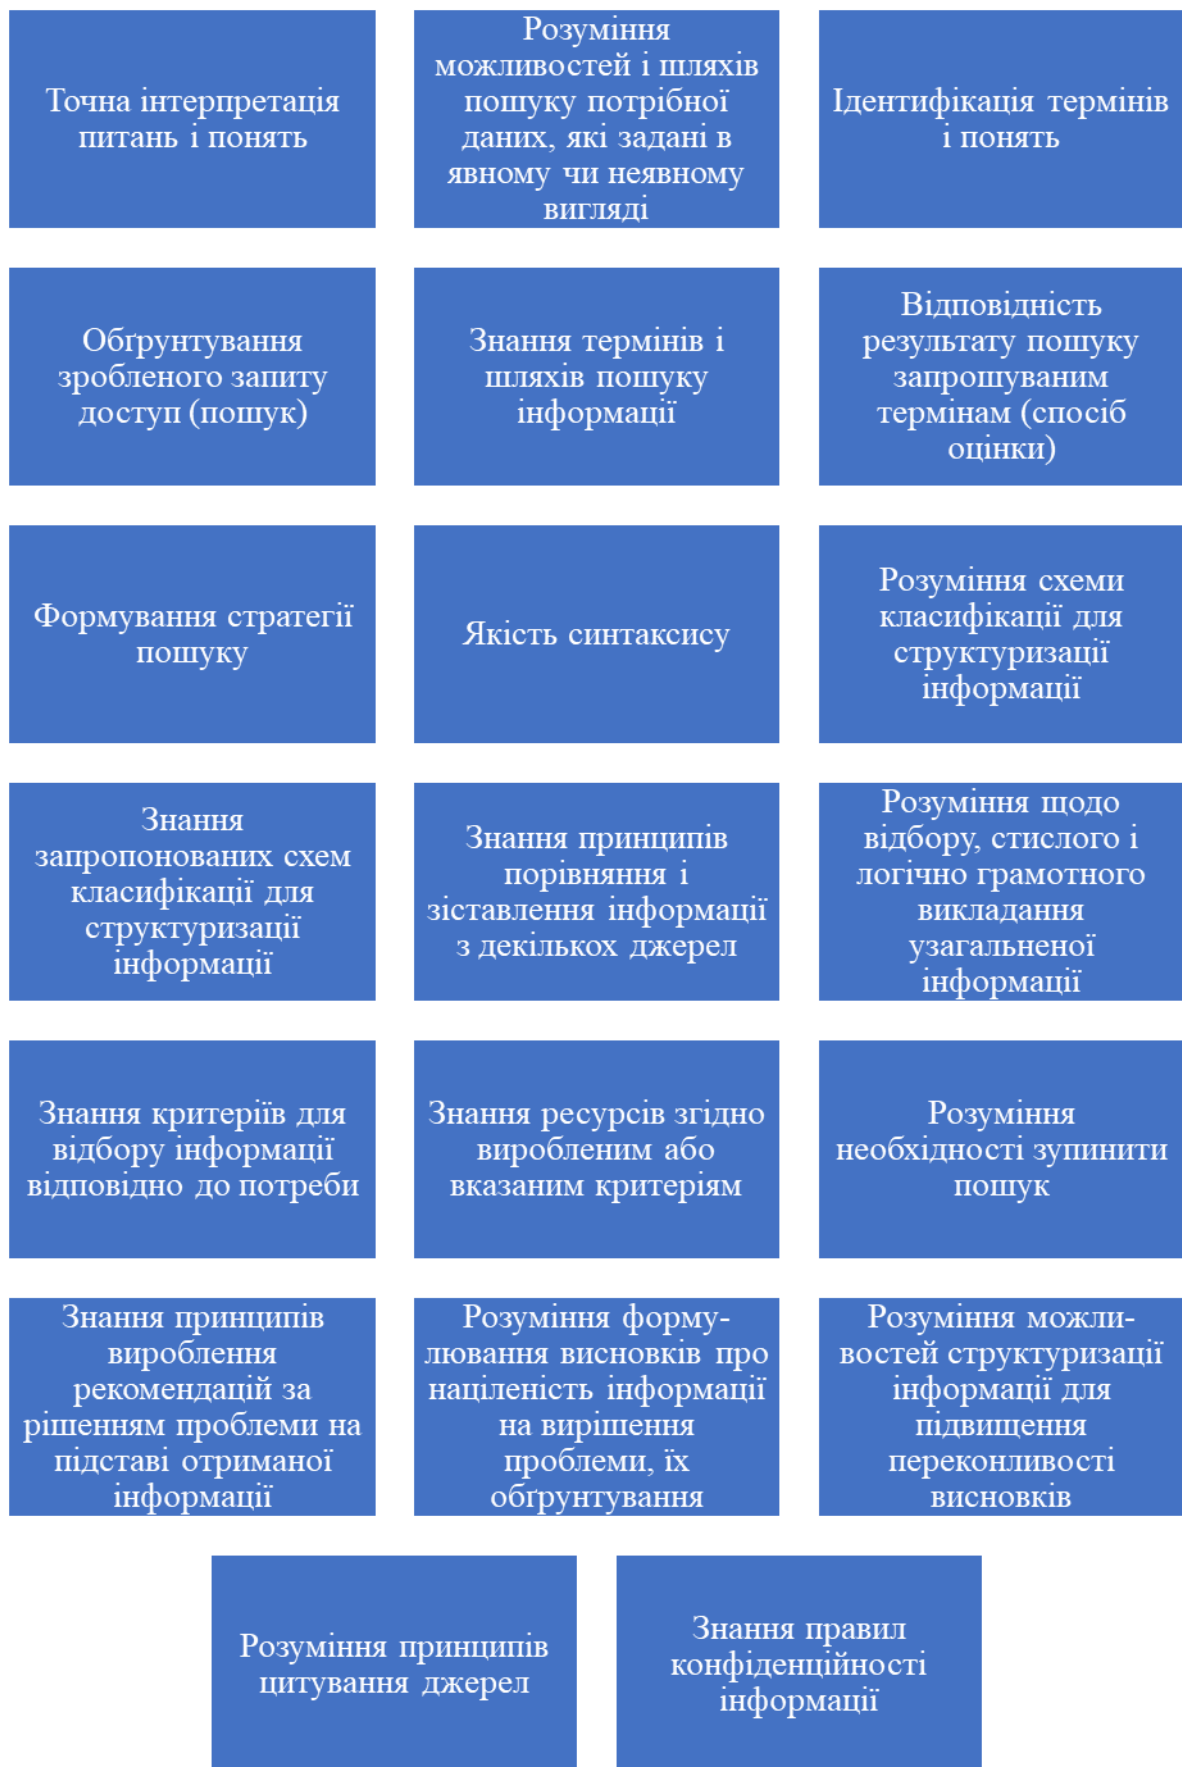 Точна інтерпретація
питань і понять
Розуміння
можливостей і шляхів
пошуку потрібної
даних, які задані в
явному чи неявному
вигляді
Ідентифікація термінів
і понять
Обґрунтування
зробленого запиту
доступ (пошук)
Знання термінів і
шляхів пошуку
інформації
Відповідність
результату пошуку
запрошуваним
термінам (спосіб
оцінки)
Формування стратегії
пошуку
Якість синтаксису
Розуміння схеми
класифікації для
структуризації
інформації
Знання
запропонованих схем
класифікації для
структуризації
інформації
Знання принципів
порівняння і
зіставлення інформації
з декількох джерел
Розуміння щодо
відбору, стислого і
логічно грамотного
викладання
узагальненої
інформації
Знання критеріїв для
відбору інформації
відповідно до потреби
Знання ресурсів згідно
виробленим або
вказаним критеріям
Розуміння
необхідності зупинити
пошук
Знання принципів
вироблення
рекомендацій за
рішенням проблеми на
підставі отриманої
інформації
Розуміння форму-
лювання висновків про
націленість інформації
на вирішення
проблеми, їх
обґрунтування
Розуміння можли-
востей структуризації
інформації для
підвищення
переконливості
висновків
Розуміння принципів
цитування джерел
Знання правил
конфіденційності
інформації